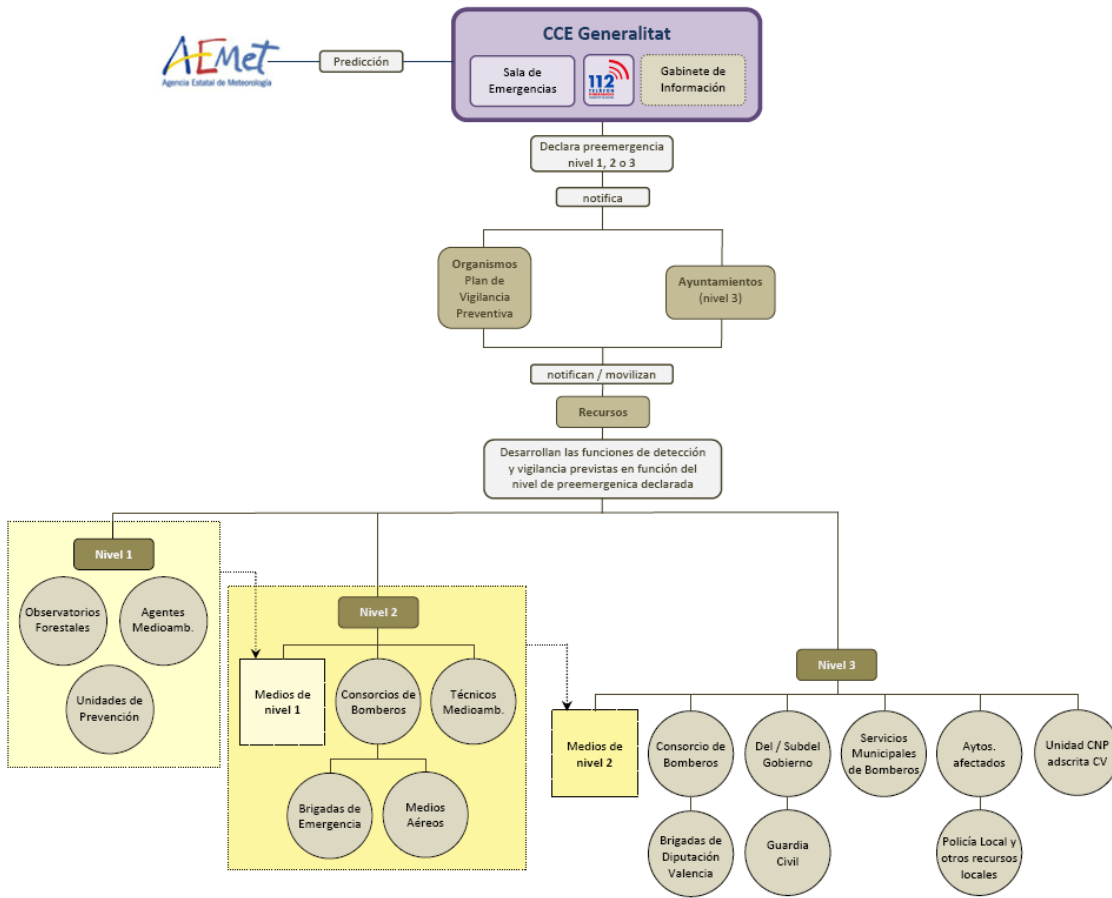 AEMet
Agencia Estatal de Meteorología
Predicción
CCE Generalitat
Sala de
Emergencias
112
Gabinete de
Información
Declara preemergencia
nivel 1, 2 o 3
notifica
Organismos
Plan de
Vigilancia
Preventiva
Ayuntamientos
(nivel 3)
notifican / movilizan
Recursos
Desarrollan las funciones de detección
y vigilancia previstas en función del
nivel de preemergenica declarada
Nivel 1
Observatorios
Forestales
Agentes
Medioamb.
Unidades de
Prevención
Nivel 2
Medios de
nivel 1
Consorcios de
Bomberos
Técnicos
Medioamb.
Brigadas de
Emergencia
Medios
Aéreos
Nivel 3
Medios de
nivel 2
Consorcio de
Bomberos
Del / Subdel
Gobierno
Servicios
Municipales
de Bomberos
Aytos.
afectados
Unidad CNP
adscrita CV
Brigadas de
Diputación
Valencia
Guardia
Civil
Policía Local y
otros recursos
locales